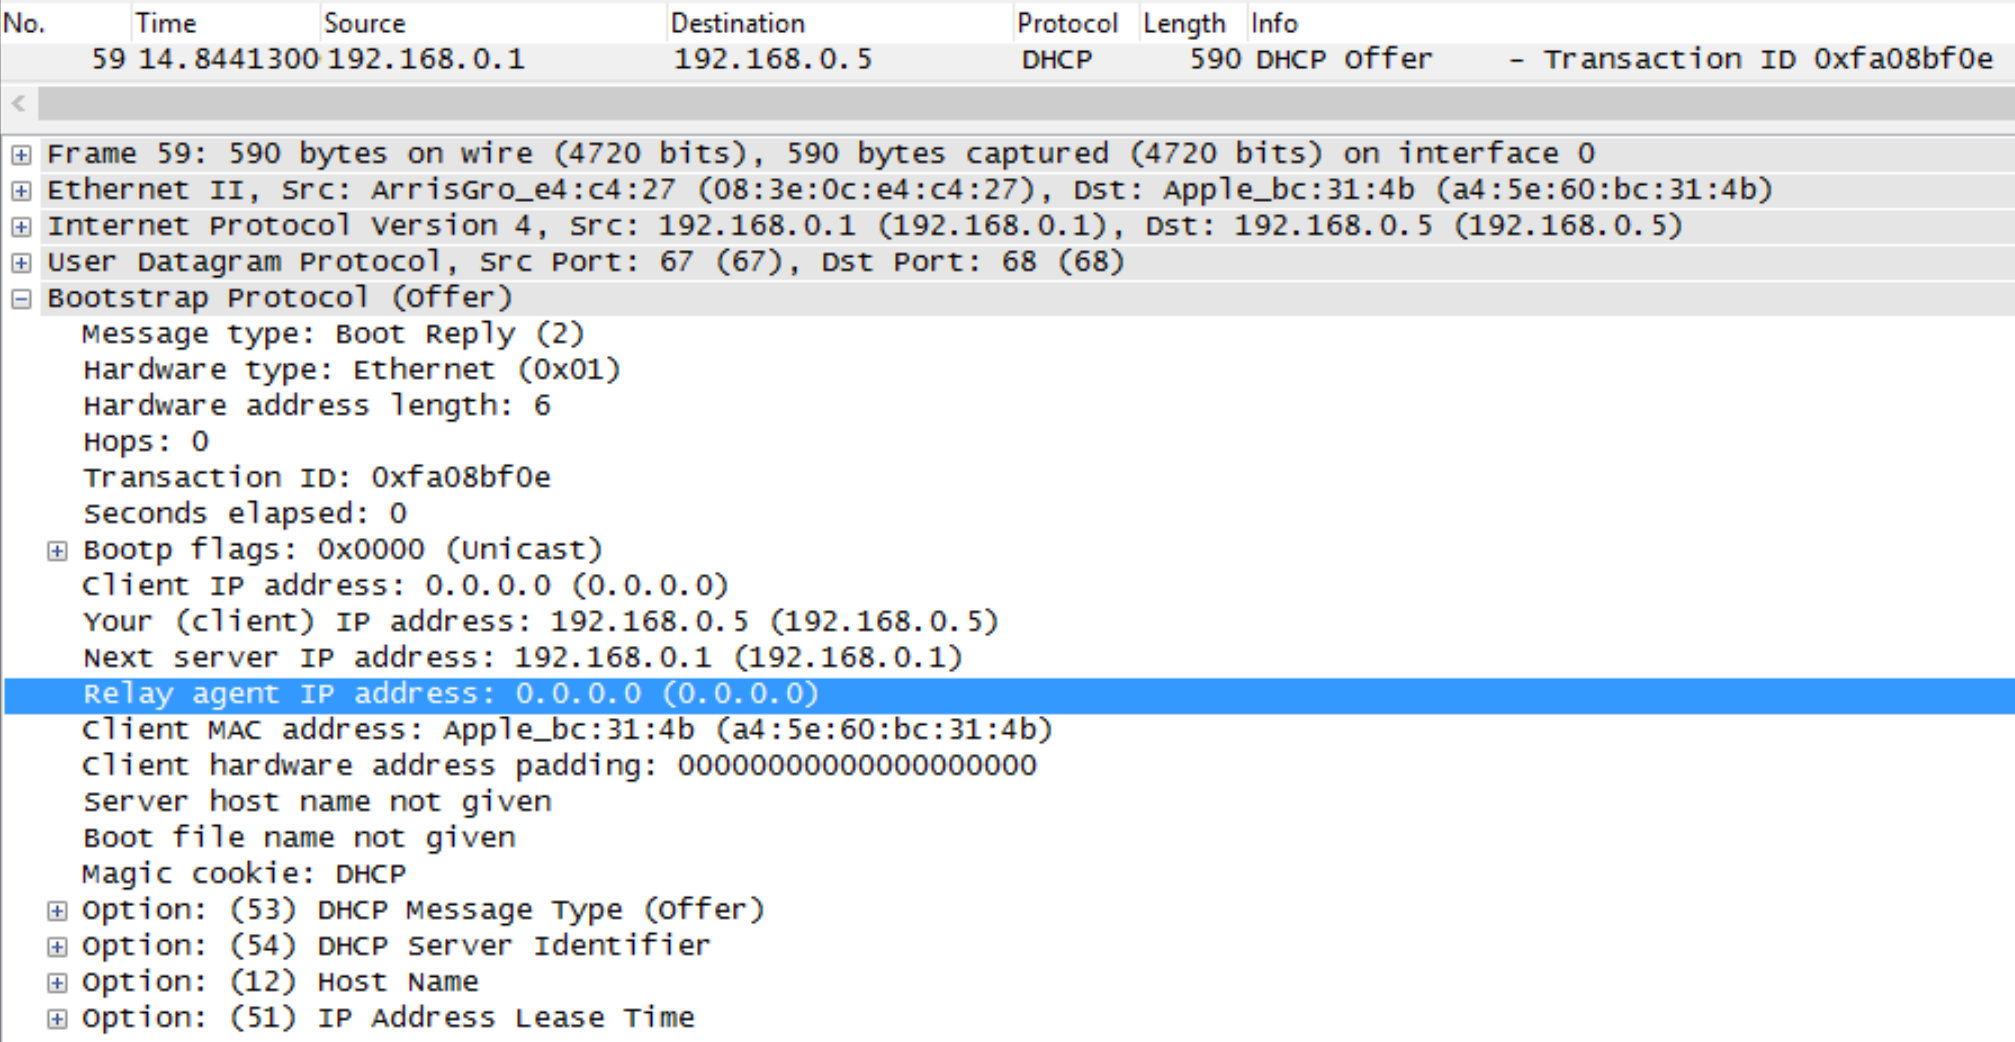 No. Time Source Destination Protocol Length Info
59 14.8441300 192.168.0.1 192.168.0.5 DHCP 590 DHCP Offer - Transaction ID 0xfa08bf0e
Frame 59: 590 bytes on wire (4720 bits), 590 bytes captured (4720 bits) on interface 0
Ethernet II, Src: ArrisGro_e4:c4:27 (08:3e:0c:e4:c4:27), Dst: Apple_bc:31:4b (a4:5e:60:bc:31:4b)
Internet Protocol Version 4, Src: 192.168.0.1 (192.168.0.1), Dst: 192.168.0.5 (192.168.0.5)
User Datagram Protocol, Src Port: 67 (67), Dst Port: 68 (68)
Bootstrap Protocol (Offer)
Message type: Boot Reply (2)
Hardware type: Ethernet (0x01)
Hardware address length: 6
Hops: 0
Transaction ID: 0xfa08bf0e
Seconds elapsed: 0
Bootp flags: 0x0000 (Unicast)
Client IP address: 0.0.0.0 (0.0.0.0)
Your (client) IP address: 192.168.0.5 (192.168.0.5)
Next server IP address: 192.168.0.1 (192.168.0.1)
Relay agent IP address: 0.0.0.0 (0.0.0.0)
Client MAC address: Apple_bc:31:4b (a4:5e:60:bc:31:4b)
Client hardware address padding: 00000000000000000000
Server host name not given
Boot file name not given
Magic cookie: DHCP
Option: (53) DHCP Message Type (Offer)
Option: (54) DHCP Server Identifier
Option: (12) Host Name
Option: (51) IP Address Lease Time